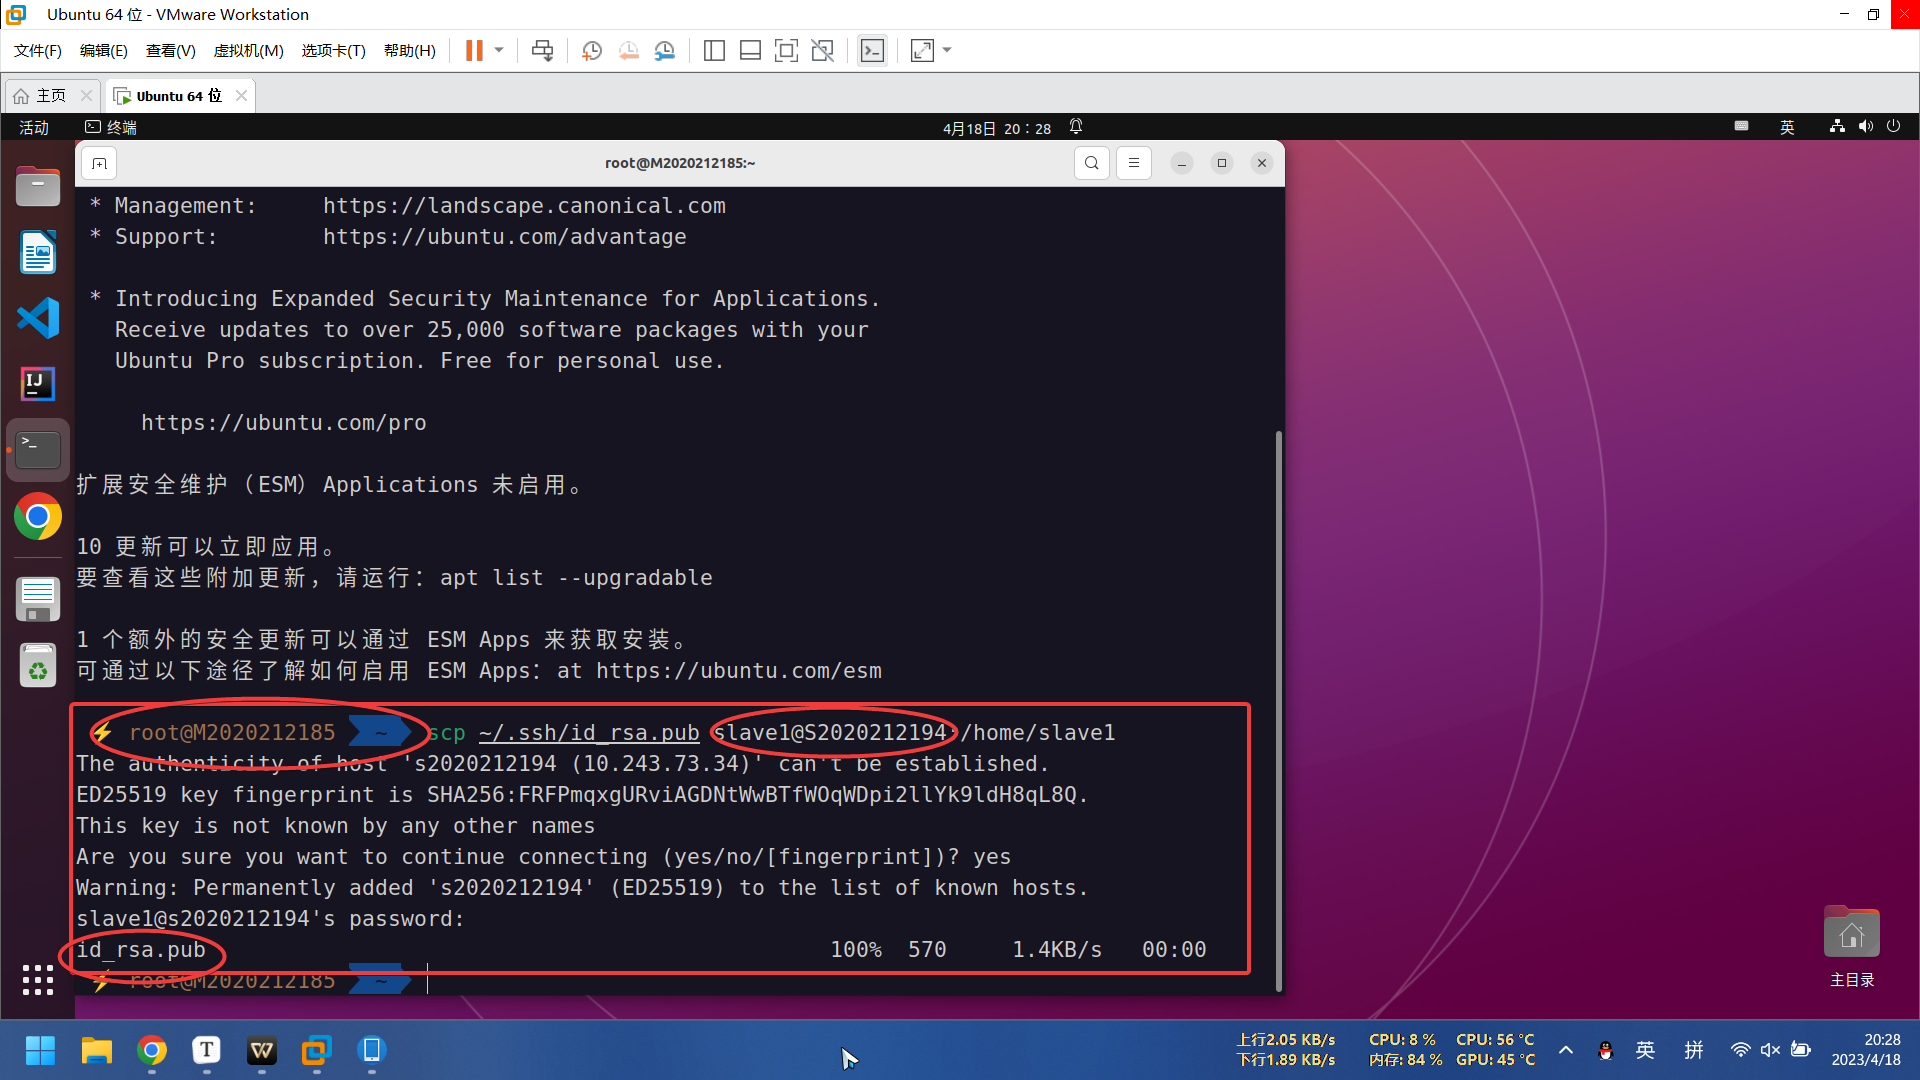 Ubuntu 64 位 - VMware Workstation
文件(F) 编辑(E) 查看(V) 虚拟机(M) 选项卡(T) 帮助(H)
主页 Ubuntu 64 位
活动 终端 4月18日 20：28 英
root@M2020212185:~
* Management: https://landscape.canonical.com
* Support: https://ubuntu.com/advantage
* Introducing Expanded Security Maintenance for Applications.
Receive updates to over 25,000 software packages with your
Ubuntu Pro subscription. Free for personal use.
https://ubuntu.com/pro
扩展安全维护（ESM）Applications 未启用。
10 更新可以立即应用。
要查看这些附加更新，请运行：apt list --upgradable
1 个额外的安全更新可以通过 ESM Apps 来获取安装。
可通过以下途径了解如何启用 ESM Apps：at https://ubuntu.com/esm
⚡ root@M2020212185 ~ scp ~/.ssh/id_rsa.pub slave1@S2020212194:/home/slave1
The authenticity of host 's2020212194 (10.243.73.34)' can't be established.
ED25519 key fingerprint is SHA256:FRFPmqxgURviAGDNtWwBTfWOqWDpi2llYk9ldH8qL8Q.
This key is not known by any other names
Are you sure you want to continue connecting (yes/no/[fingerprint])? yes
Warning: Permanently added 's2020212194' (ED25519) to the list of known hosts.
slave1@s2020212194's password:
id_rsa.pub 100% 570 1.4KB/s 00:00
⚡ root@M2020212185 ~
主目录
上行2.05 KB/s CPU: 8 % CPU: 56 °C
下行1.89 KB/s 内存: 84 % GPU: 45 °C
英 拼
20:28
2023/4/18